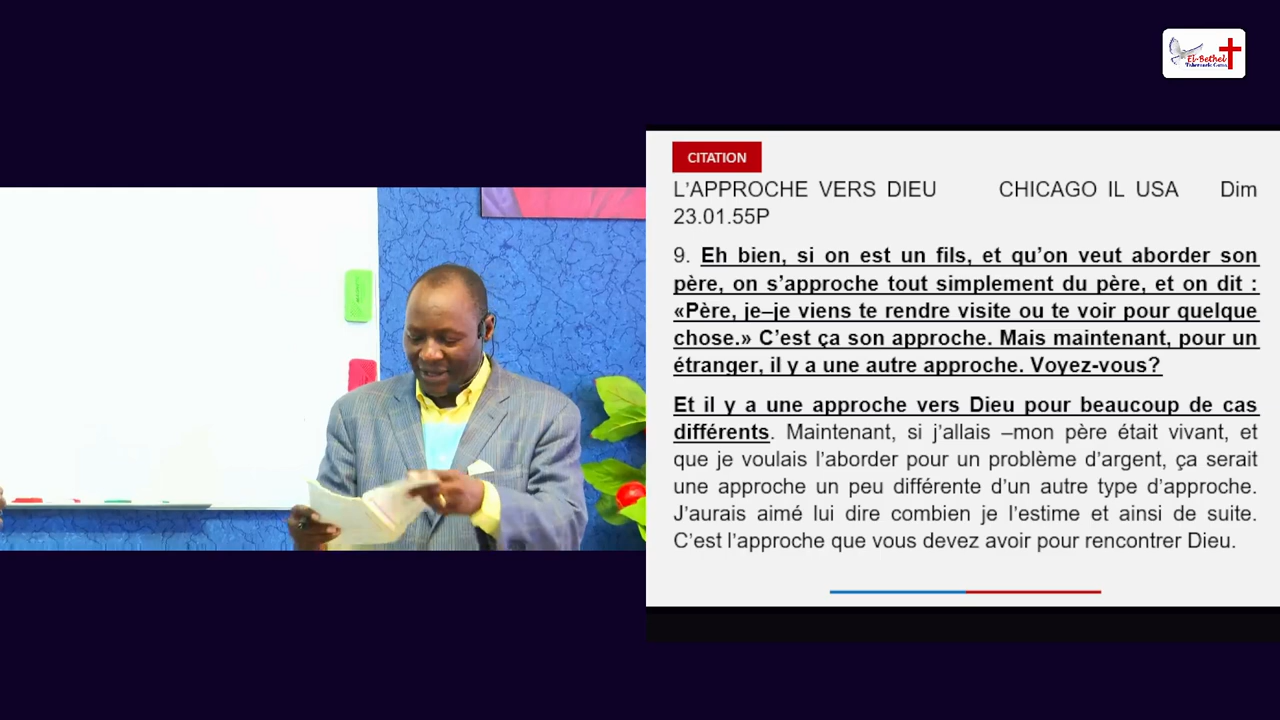 El-Bethel
Tabernacle Goma
CITATION
L’APPROCHE VERS DIEU CHICAGO IL USA Dim
23.01.55P
9. Eh bien, si on est un fils, et qu’on veut aborder son
père, on s’approche tout simplement du père, et on dit :
«Père, je–je viens te rendre visite ou te voir pour quelque
chose.» C’est ça son approche. Mais maintenant, pour un
étranger, il y a une autre approche. Voyez-vous?
Et il y a une approche vers Dieu pour beaucoup de cas
différents. Maintenant, si j’allais –mon père était vivant, et
que je voulais l’aborder pour un problème d’argent, ça serait
une approche un peu différente d’un autre type d’approche.
J’aurais aimé lui dire combien je l’estime et ainsi de suite.
C’est l’approche que vous devez avoir pour rencontrer Dieu.